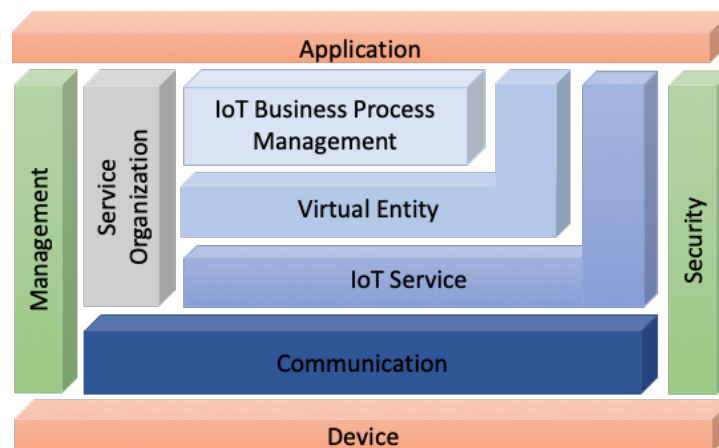 Application
Management
Service
Organization
IoT Business Process
Management
Virtual Entity
IoT Service
Security
Communication
Device